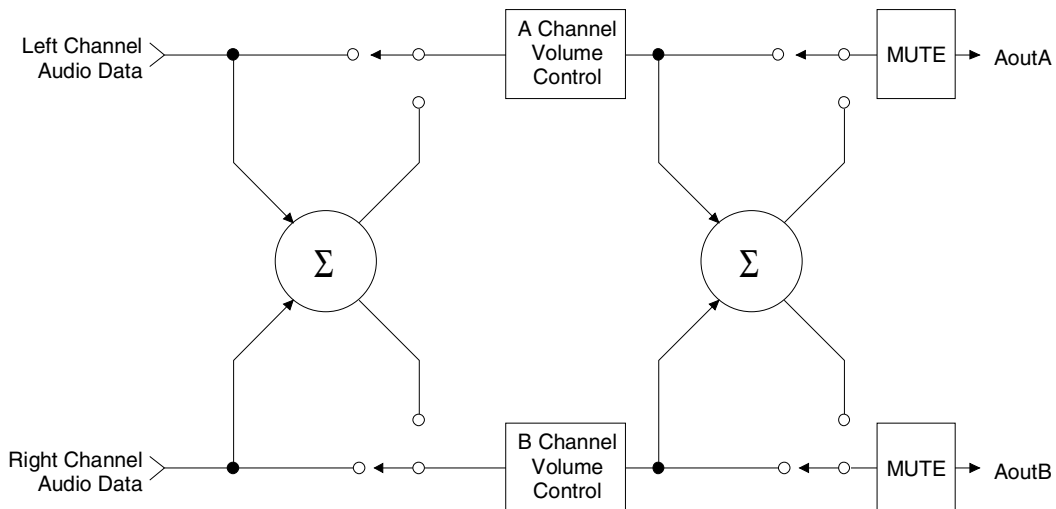 Left Channel
Audio Data
A Channel
Volume
Control
MUTE
AoutA
Σ
Σ
Right Channel
Audio Data
B Channel
Volume
Control
MUTE
AoutB